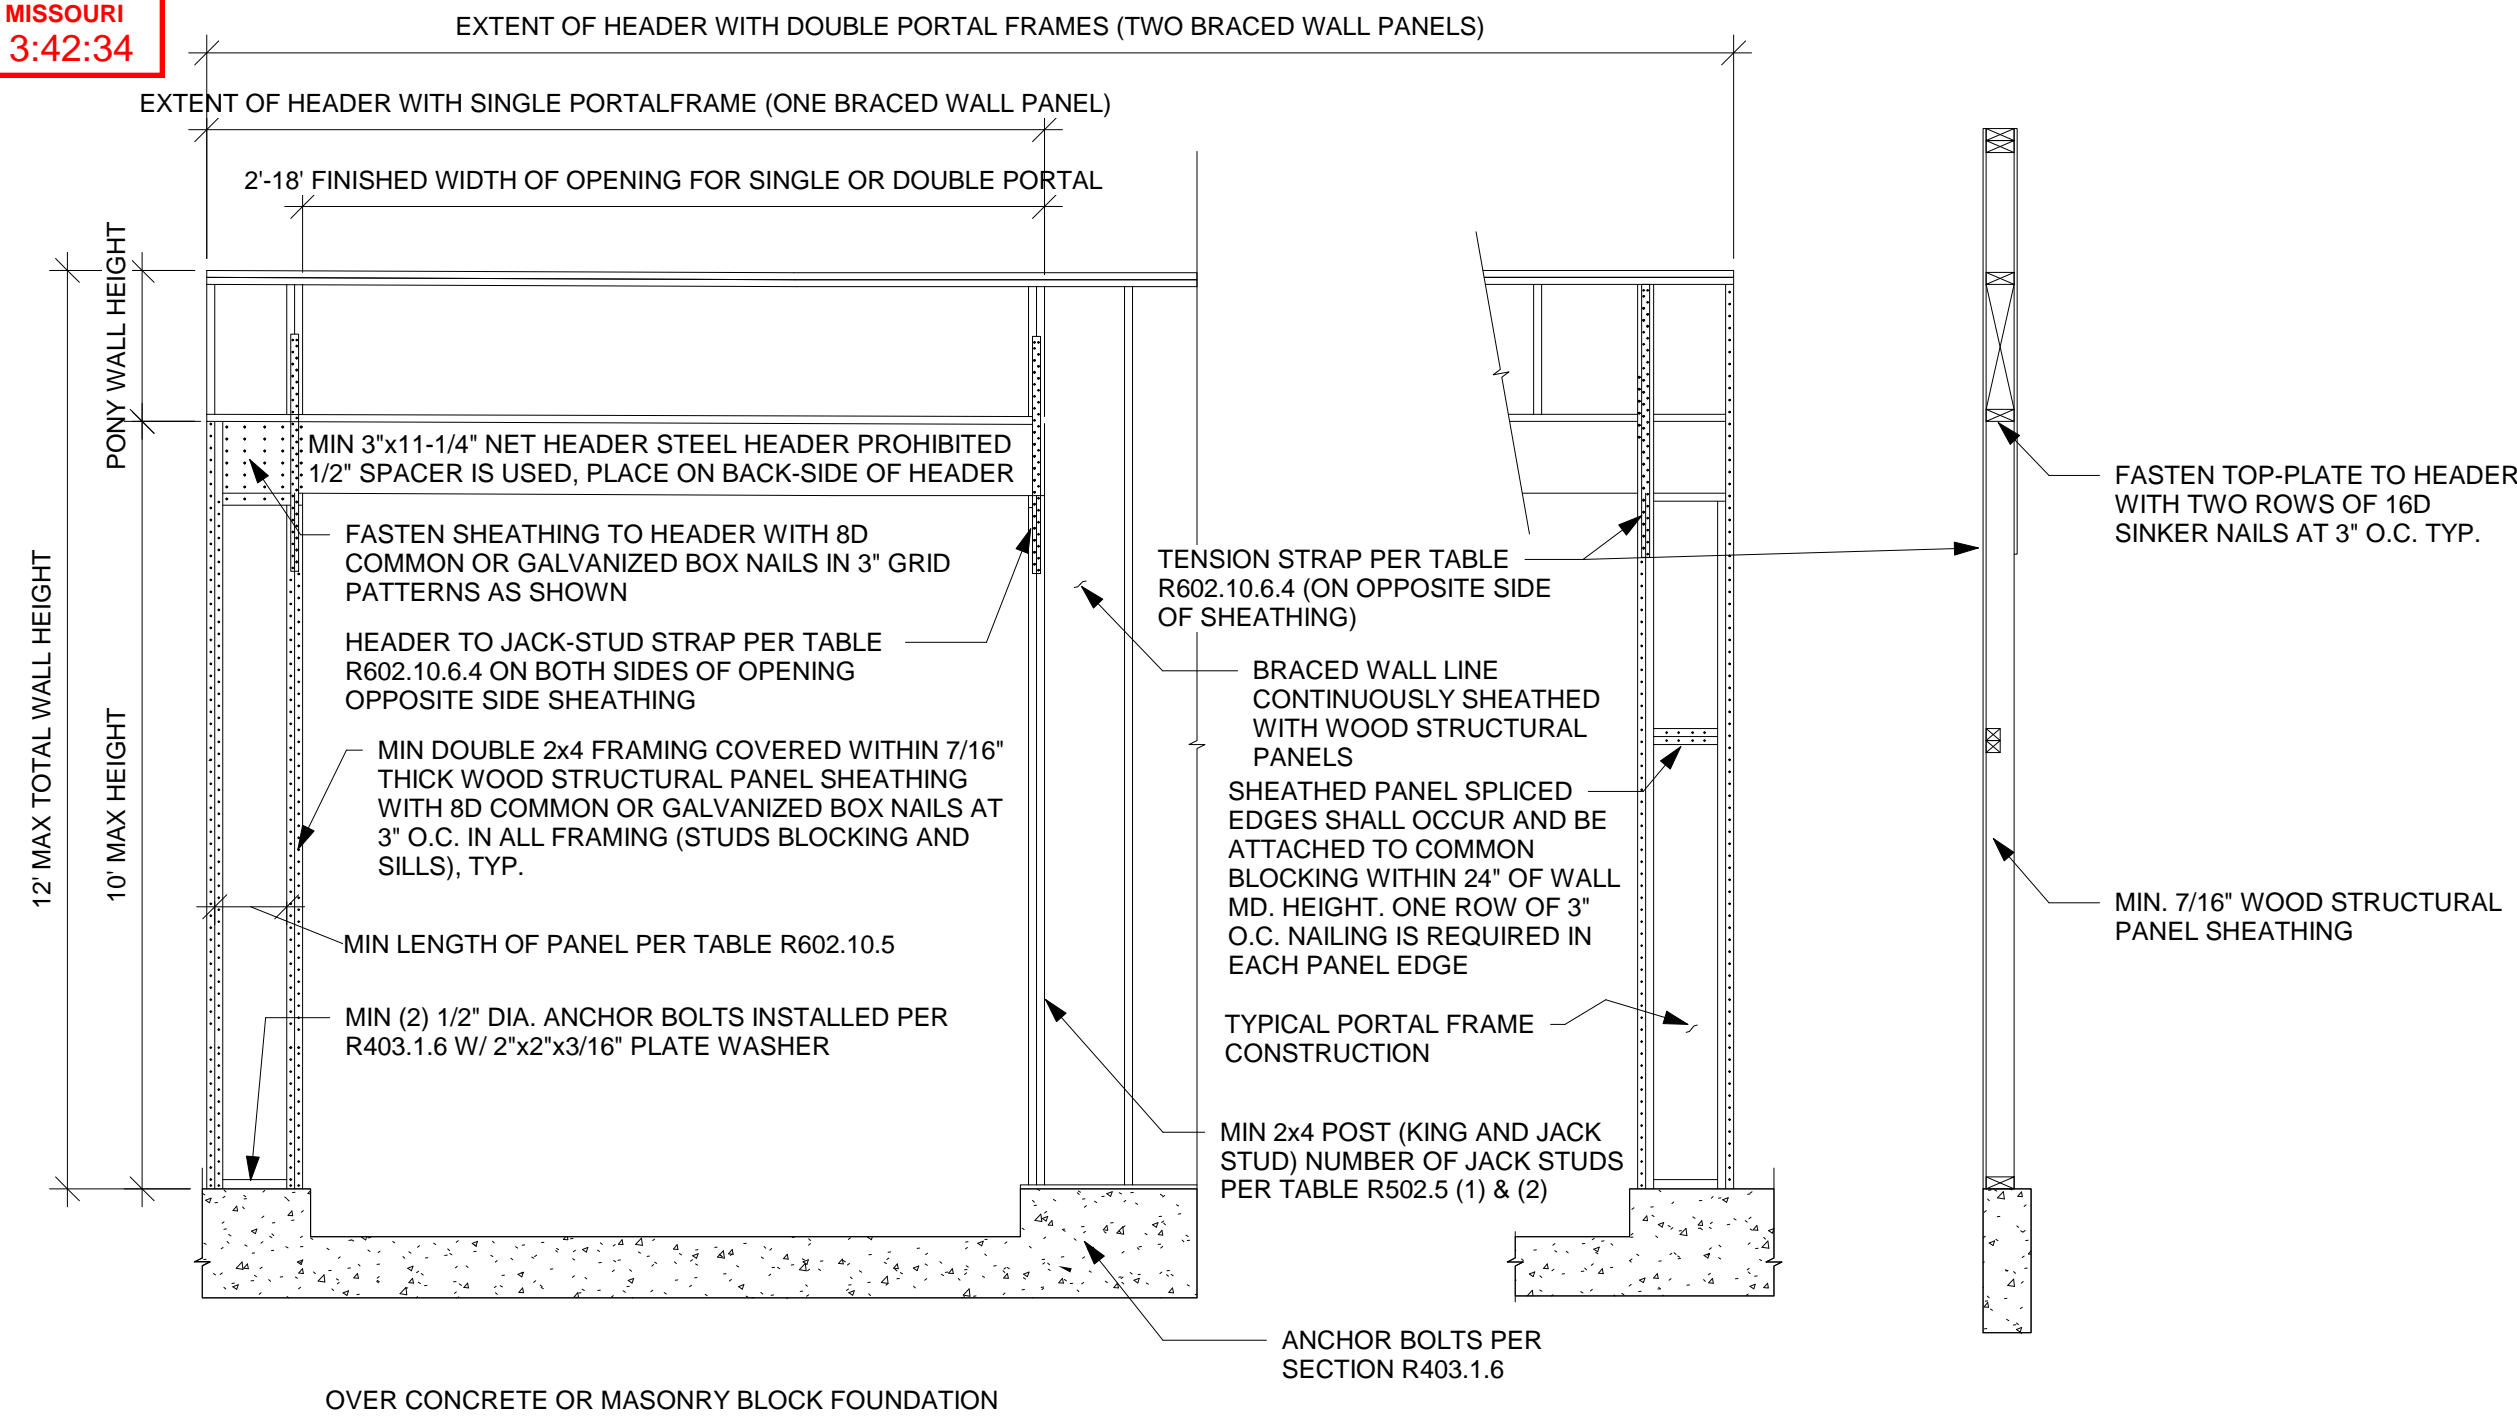 MISSOURI
3:42:34
EXTENT OF HEADER WITH DOUBLE PORTAL FRAMES (TWO BRACED WALL PANELS)
EXTENT OF HEADER WITH SINGLE PORTALFRAME (ONE BRACED WALL PANEL)
2'-18' FINISHED WIDTH OF OPENING FOR SINGLE OR DOUBLE PORTAL
PONY WALL HEIGHT
12' MAX TOTAL WALL HEIGHT
10' MAX HEIGHT
MIN 3"x11-1/4" NET HEADER STEEL HEADER PROHIBITED
1/2" SPACER IS USED, PLACE ON BACK-SIDE OF HEADER
FASTEN SHEATHING TO HEADER WITH 8D
COMMON OR GALVANIZED BOX NAILS IN 3" GRID
PATTERNS AS SHOWN
HEADER TO JACK-STUD STRAP PER TABLE
R602.10.6.4 ON BOTH SIDES OF OPENING
OPPOSITE SIDE SHEATHING
MIN DOUBLE 2x4 FRAMING COVERED WITHIN 7/16"
THICK WOOD STRUCTURAL PANEL SHEATHING
WITH 8D COMMON OR GALVANIZED BOX NAILS AT
3" O.C. IN ALL FRAMING (STUDS BLOCKING AND
SILLS), TYP.
MIN LENGTH OF PANEL PER TABLE R602.10.5
MIN (2) 1/2" DIA. ANCHOR BOLTS INSTALLED PER
R403.1.6 W/ 2"x2"x3/16" PLATE WASHER
TENSION STRAP PER TABLE
R602.10.6.4 (ON OPPOSITE SIDE
OF SHEATHING)
BRACED WALL LINE
CONTINUOUSLY SHEATHED
WITH WOOD STRUCTURAL
PANELS
SHEATHED PANEL SPLICED
EDGES SHALL OCCUR AND BE
ATTACHED TO COMMON
BLOCKING WITHIN 24" OF WALL
MD. HEIGHT. ONE ROW OF 3"
O.C. NAILING IS REQUIRED IN
EACH PANEL EDGE
TYPICAL PORTAL FRAME
CONSTRUCTION
MIN 2x4 POST (KING AND JACK
STUD) NUMBER OF JACK STUDS
PER TABLE R502.5 (1) & (2)
ANCHOR BOLTS PER
SECTION R403.1.6
FASTEN TOP-PLATE TO HEADER
WITH TWO ROWS OF 16D
SINKER NAILS AT 3" O.C. TYP.
MIN. 7/16" WOOD STRUCTURAL
PANEL SHEATHING
OVER CONCRETE OR MASONRY BLOCK FOUNDATION